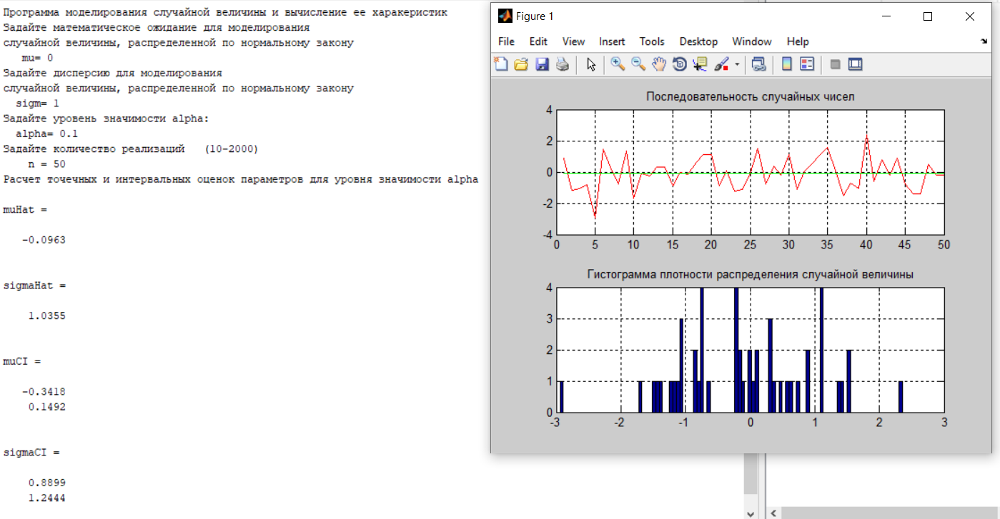 Программа моделирования случайной величины и вычисление ее харакеристик
Задайте математическое ожидание для моделирования
случайной величины, распределенной по нормальному закону
mu= 0
Задайте дисперсию для моделирования
случайной величины, распределенной по нормальному закону
sigm= 1
Задайте уровень значимости alpha:
alpha= 0.1
Задайте количество реализаций (10-2000)
n = 50
Расчет точечных и интервальных оценок параметров для уровня значимости alpha
muHat =
-0.0963
sigmaHat =
1.0355
muCI =
-0.3418
0.1492
sigmaCI =
0.8899
1.2444
Figure 1
File Edit View Insert Tools Desktop Window Help
Последовательность случайных чисел
4
2
0
-2
-4
0 5 10 15 20 25 30 35 40 45 50
Гистограмма плотности распределения случайной величины
4
3
2
1
0
-3 -2 -1 0 1 2 3